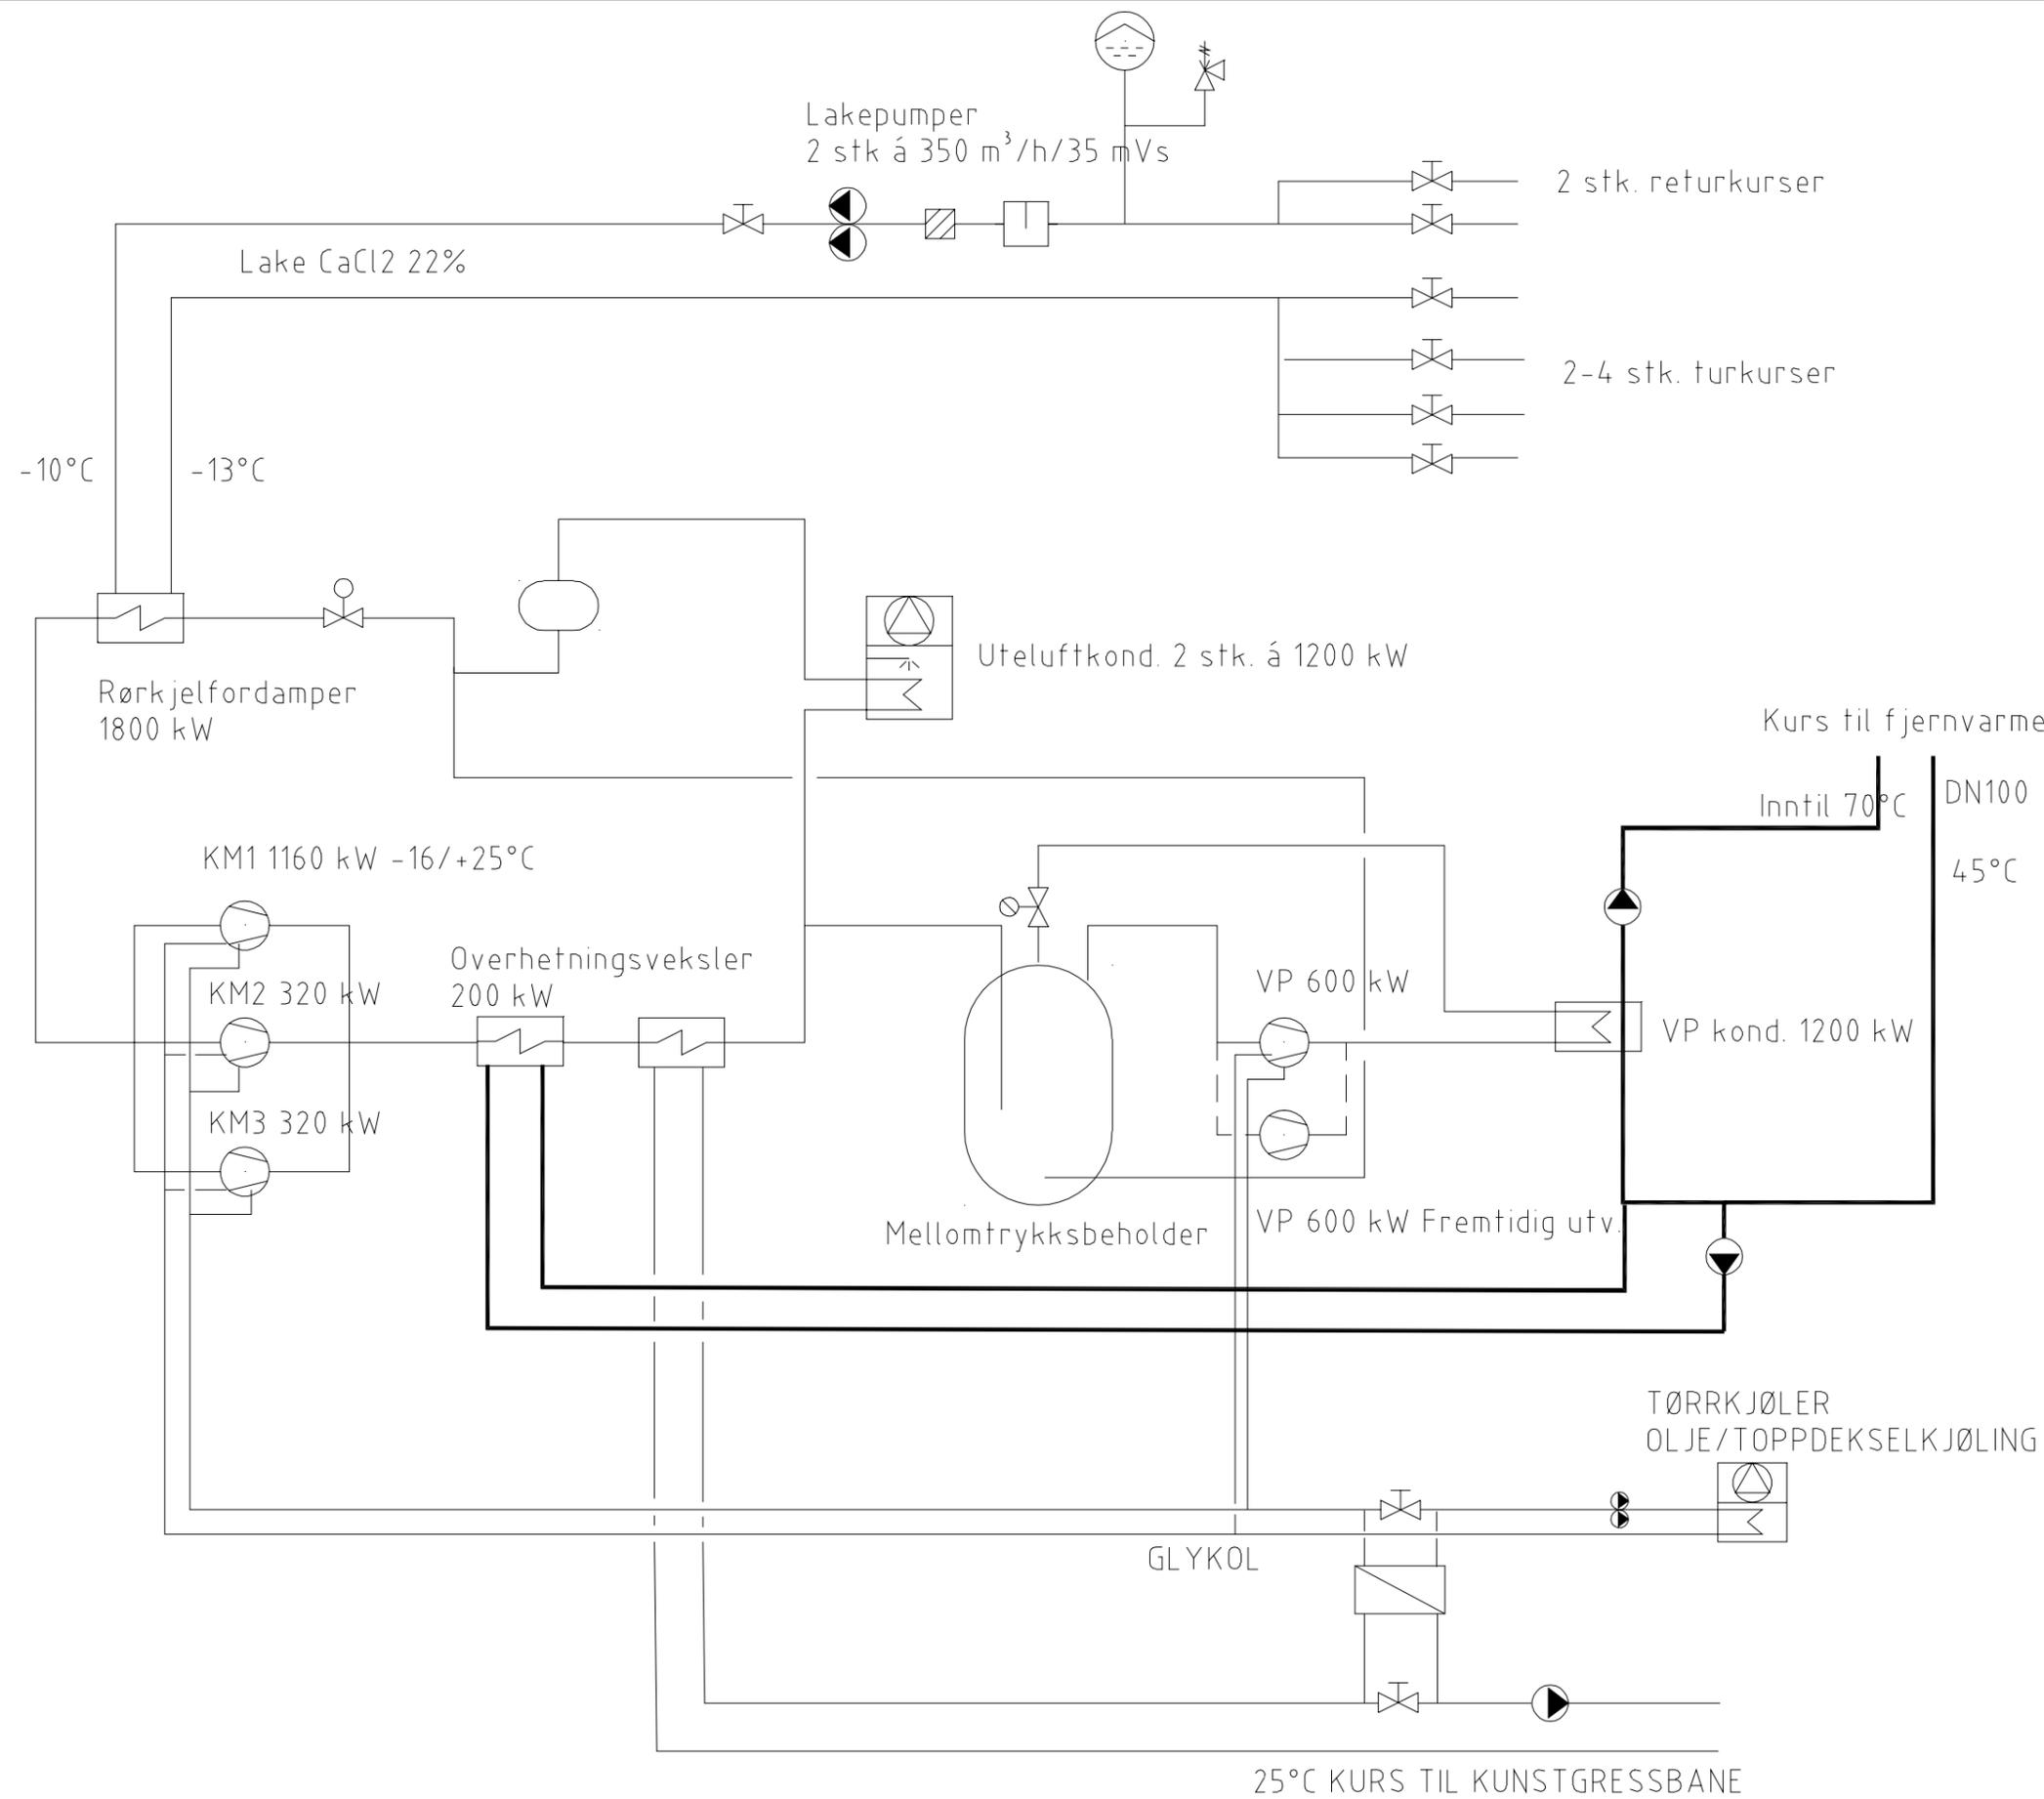 Lakepumper
2 stk á 350 m³/h/35 mVs
2 stk. returkurser
Lake CaCl2 22%
2-4 stk. turkurser
-10°C
-13°C
Uteluftkond. 2 stk. á 1200 kW
Rørkjelfordamper
1800 kW
Kurs til fjernvarme
Inntil 70°C
DN100
45°C
KM1 1160 kW -16/+25°C
Overhetningsveksler
200 kW
KM2 320 kW
VP 600 kW
VP kond. 1200 kW
KM3 320 kW
Mellomtrykksbeholder
VP 600 kW Fremtidig utv.
TØRRKJØLER
OLJE/TOPPDEKSELKJØLING
GLYKOL
25°C KURS TIL KUNSTGRESSBANE